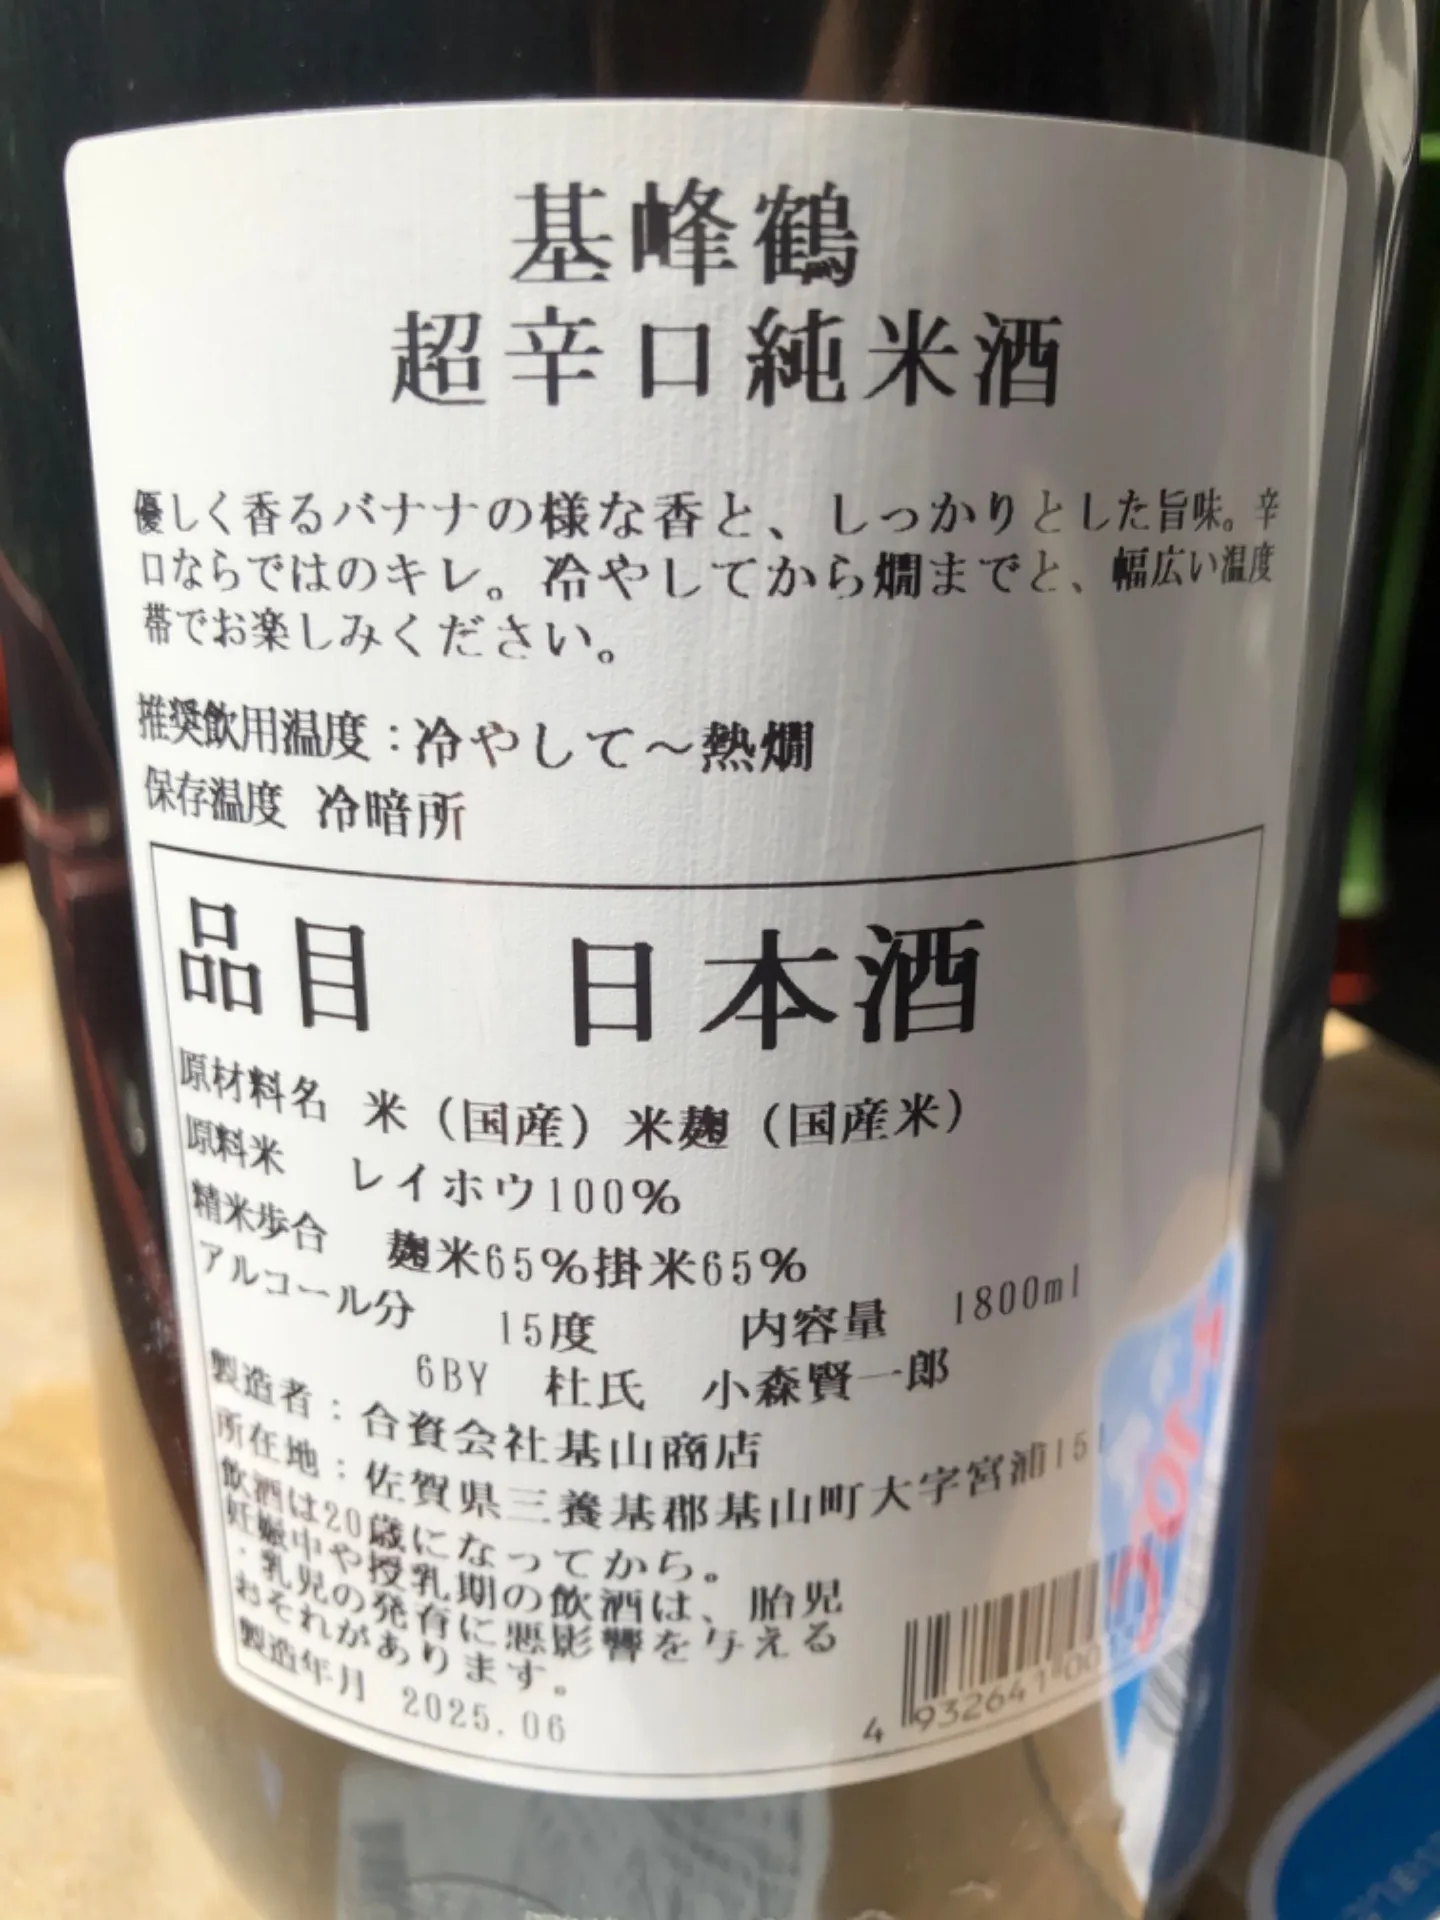 基峰鶴
超辛口純米酒
優しく香るバナナの様な香と、しっかりとした旨味。辛
口ならではのキレ。冷やしてから燗までと、幅広い温度
帯でお楽しみください。
推奨飲用温度：冷やして～熱燗
保存温度 冷暗所
品目 日本酒
原材料名 米（国産）米麹（国産米）
原料米 レイホウ100%
精米歩合 麹米65%掛米65%
アルコール分 15度 内容量 1800ml
6BY 杜氏 小森賢一郎
製造者：合資会社基山商店
所在地：佐賀県三養基郡基山町大字宮浦151
飲酒は20歳になってから。
妊娠中や授乳期の飲酒は、胎児
・乳児の発育に悪影響を与える
おそれがあります。
製造年月 2025.06
4 932641 00